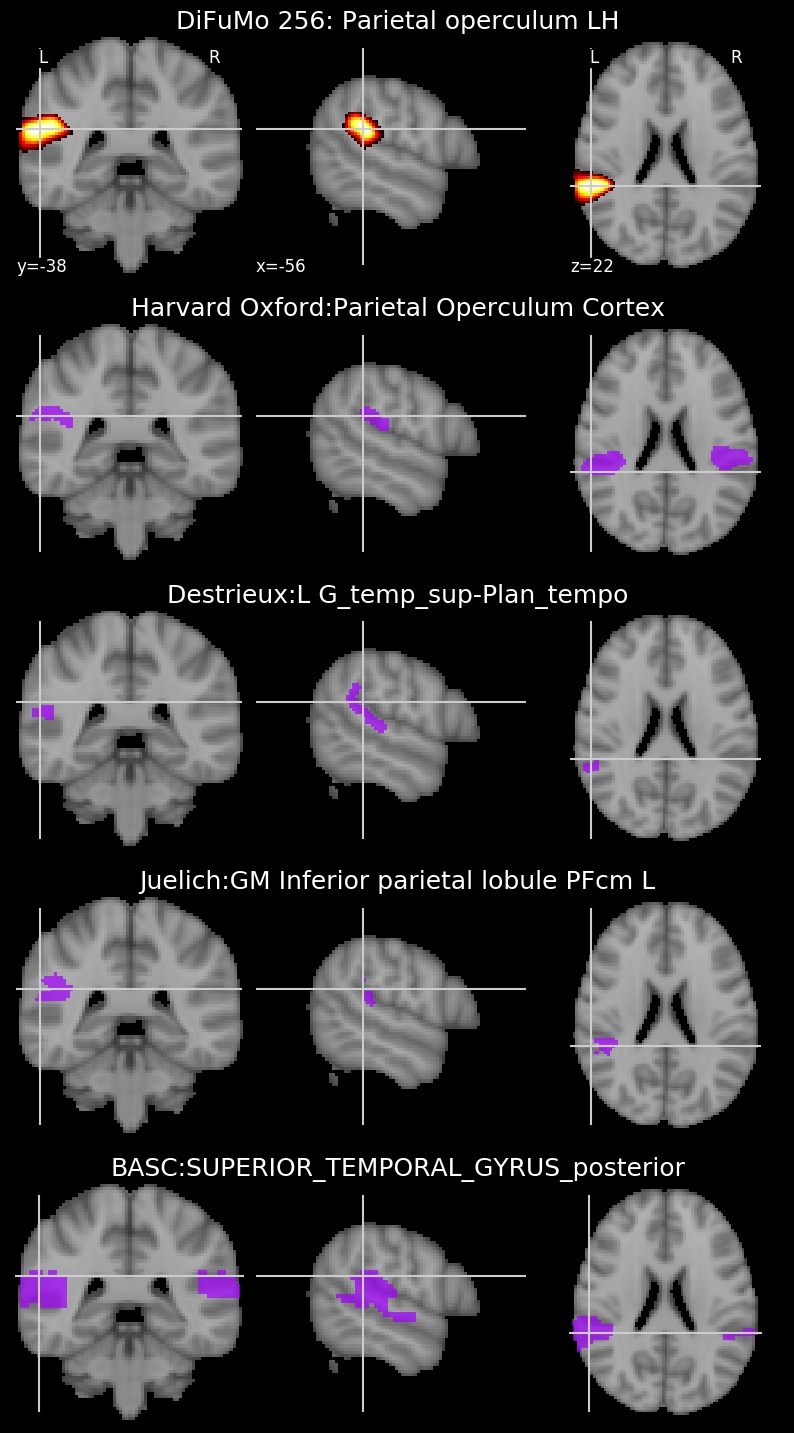 DiFuMo 256: Parietal operculum LH
L R L R
y=-38 x=-56 z=22
Harvard Oxford:Parietal Operculum Cortex
Destrieux:L G_temp_sup-Plan_tempo
Juelich:GM Inferior parietal lobule PFcm L
BASC:SUPERIOR_TEMPORAL_GYRUS_posterior